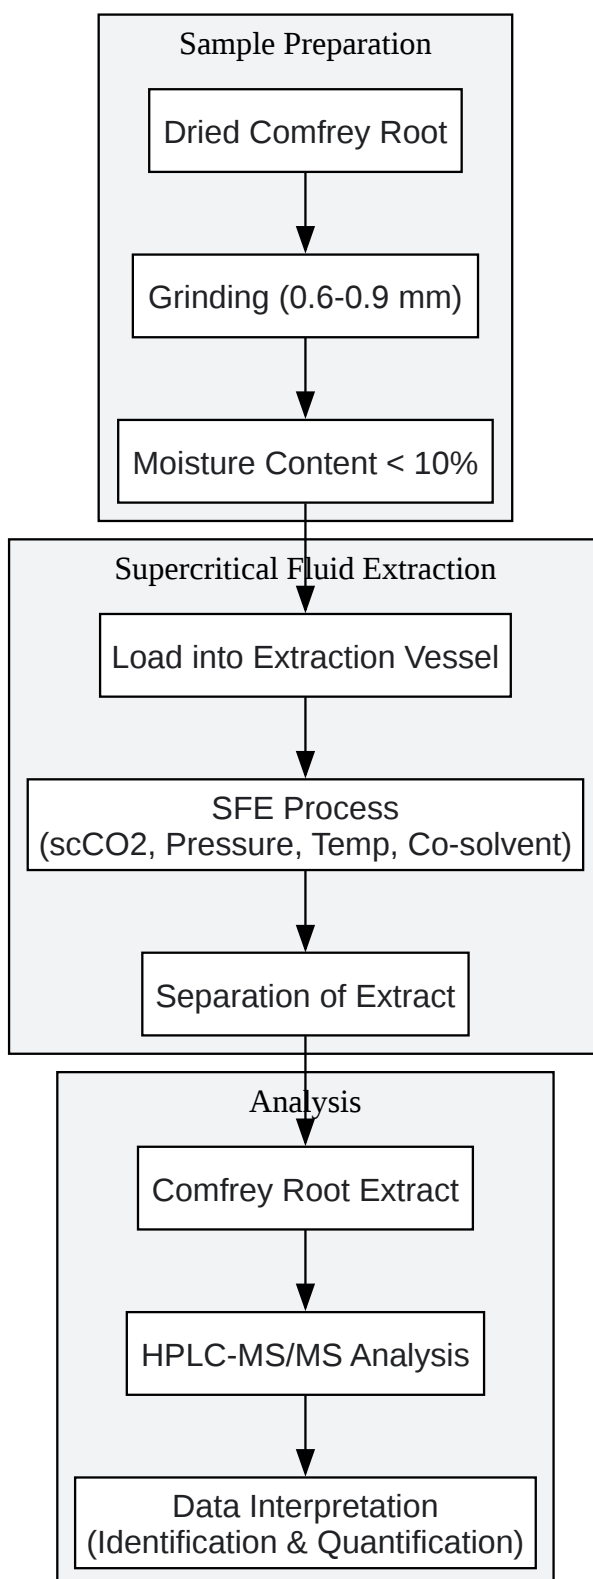 Sample Preparation
Dried Comfrey Root
Grinding (0.6-0.9 mm)
Moisture Content < 10%
Supercritical Fluid Extraction
Load into Extraction Vessel
SFE Process
(scCO2, Pressure, Temp, Co-solvent)
Separation of Extract
Analysis
Comfrey Root Extract
HPLC-MS/MS Analysis
Data Interpretation
(Identification & Quantification)